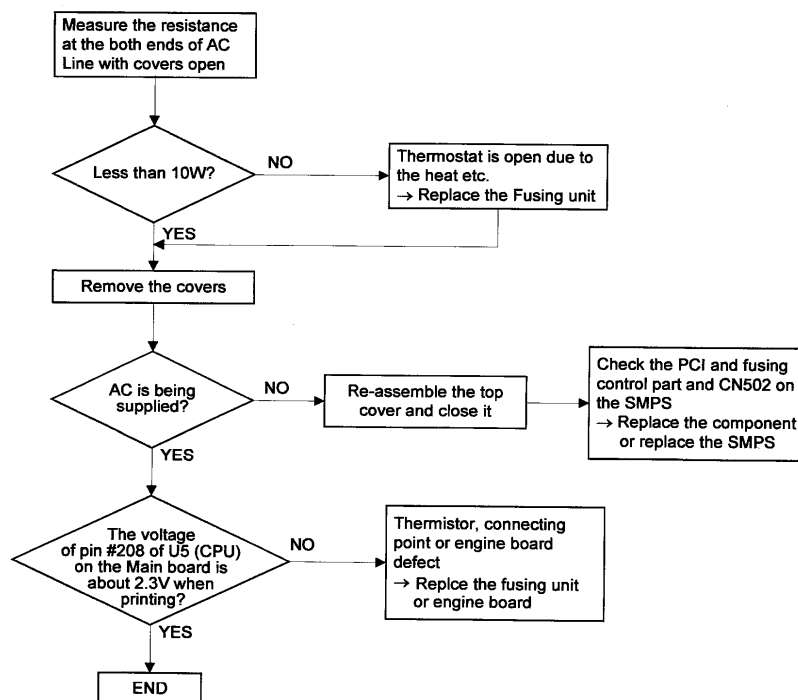 Measure the resistance
at the both ends of AC
Line with covers open
Less than 10W?
NO
Thermostat is open due to
the heat etc.
→ Replace the Fusing unit
YES
Remove the covers
AC is being
supplied?
NO
Re-assemble the top
cover and close it
Check the PCI and fusing
control part and CN502 on
the SMPS
→ Replace the component
or replace the SMPS
YES
The voltage
of pin #208 of U5 (CPU)
on the Main board is
about 2.3V when
printing?
NO
Thermistor, connecting
point or engine board
defect
→ Replce the fusing unit
or engine board
YES
END